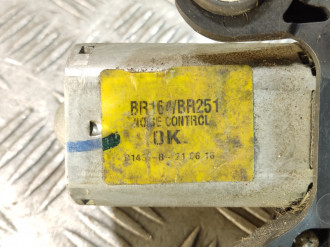 BR164/BR251
NOISE CONTROL
OK.